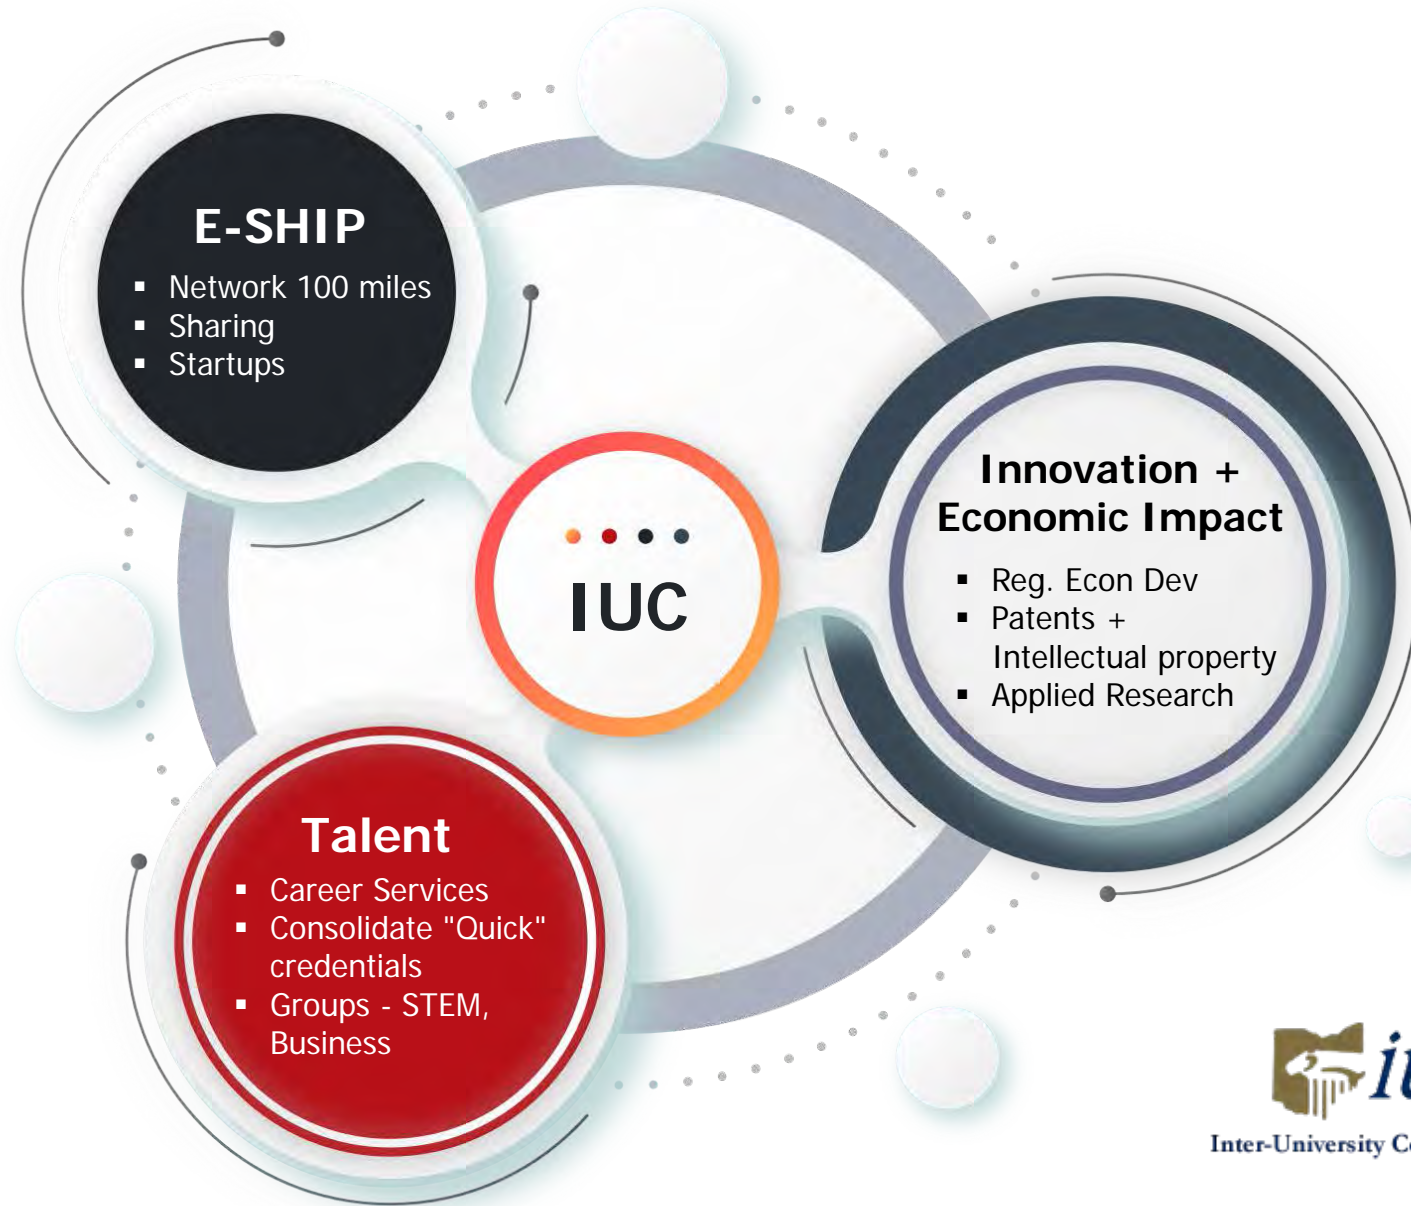 E-SHIP
▪ Network 100 miles
▪ Sharing
▪ Startups
Innovation +
Economic Impact
▪ Reg. Econ Dev
▪ Patents +
Intellectual property
▪ Applied Research
IUC
Talent
▪ Career Services
▪ Consolidate "Quick"
credentials
▪ Groups - STEM,
Business
Inter-University